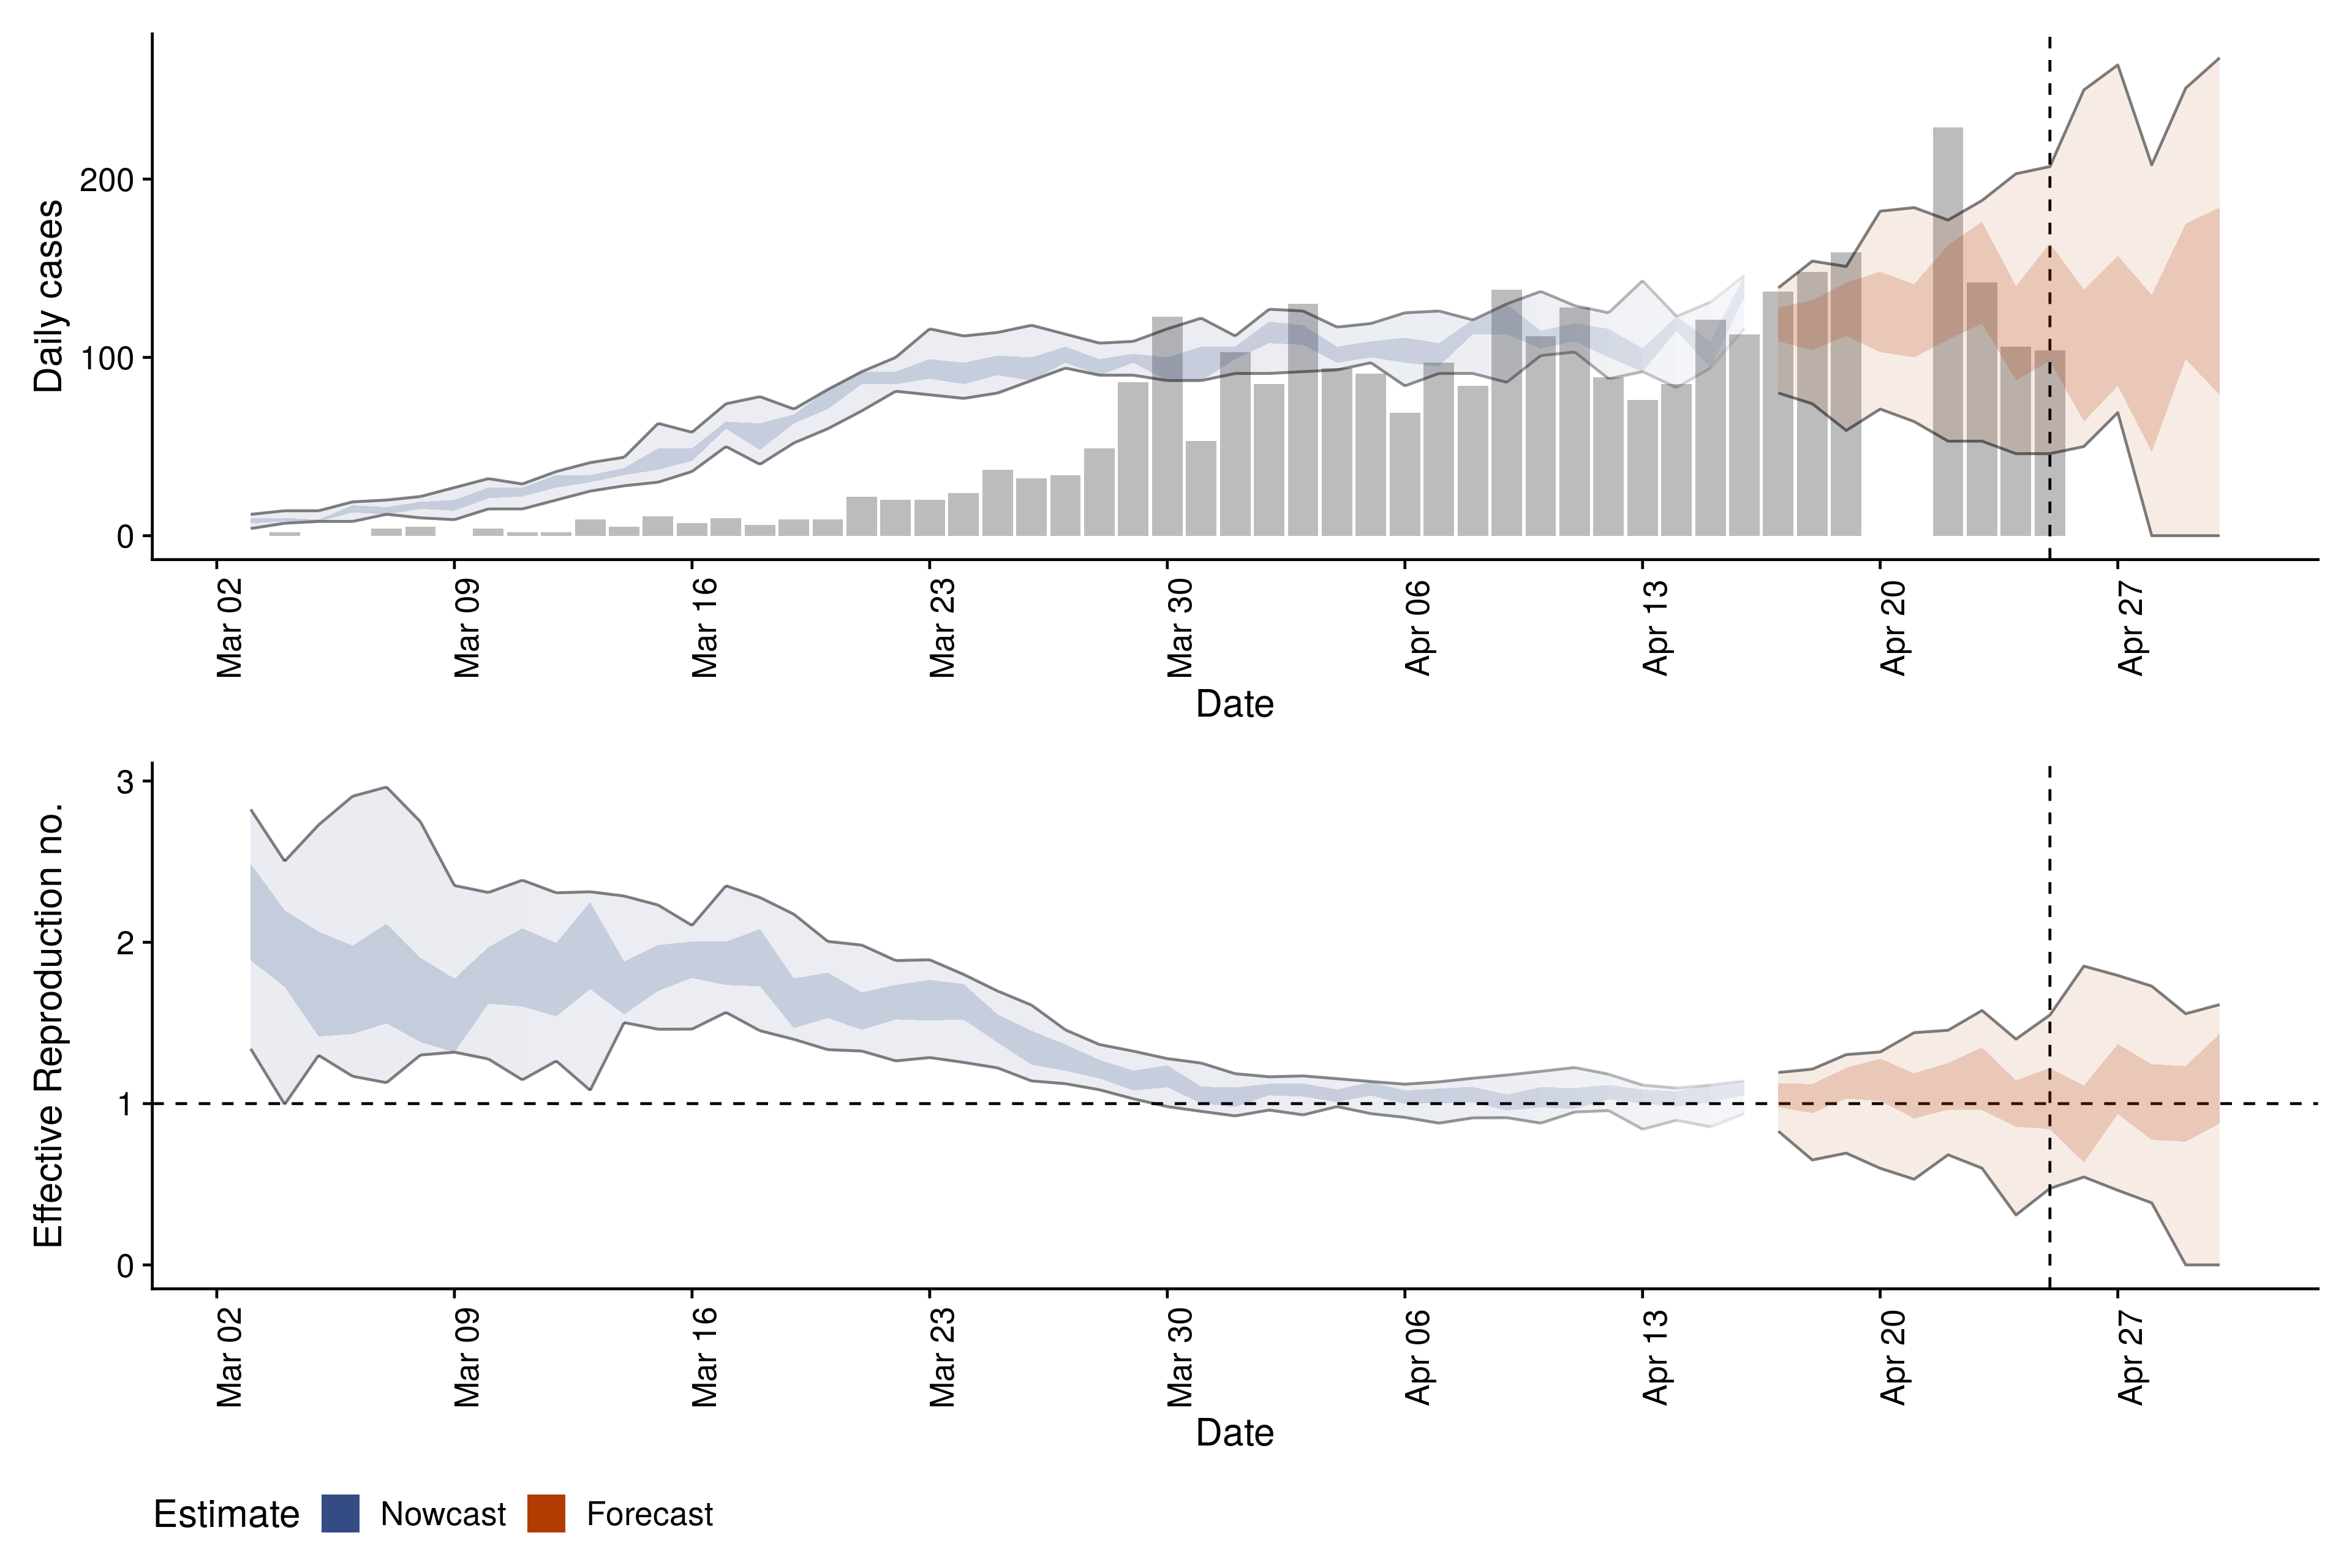 Daily cases
200
100
0
Mar 02
Mar 09
Mar 16
Mar 23
Mar 30
Apr 06
Apr 13
Apr 20
Apr 27
Date
Effective Reproduction no.
3
2
1
0
Mar 02
Mar 09
Mar 16
Mar 23
Mar 30
Apr 06
Apr 13
Apr 20
Apr 27
Date
Estimate Nowcast Forecast